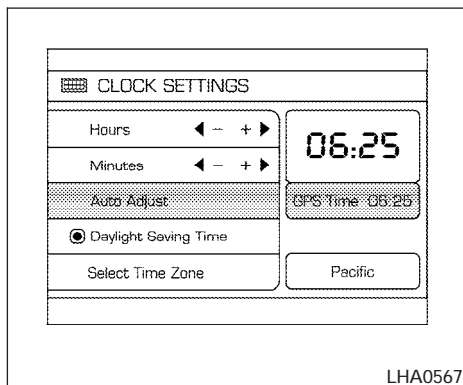 CLOCK SETTINGS
Hours - +
06:25
Minutes - +
Auto Adjust
GPS Time 06:25
Daylight Saving Time
Select Time Zone
Pacific
LHA0567